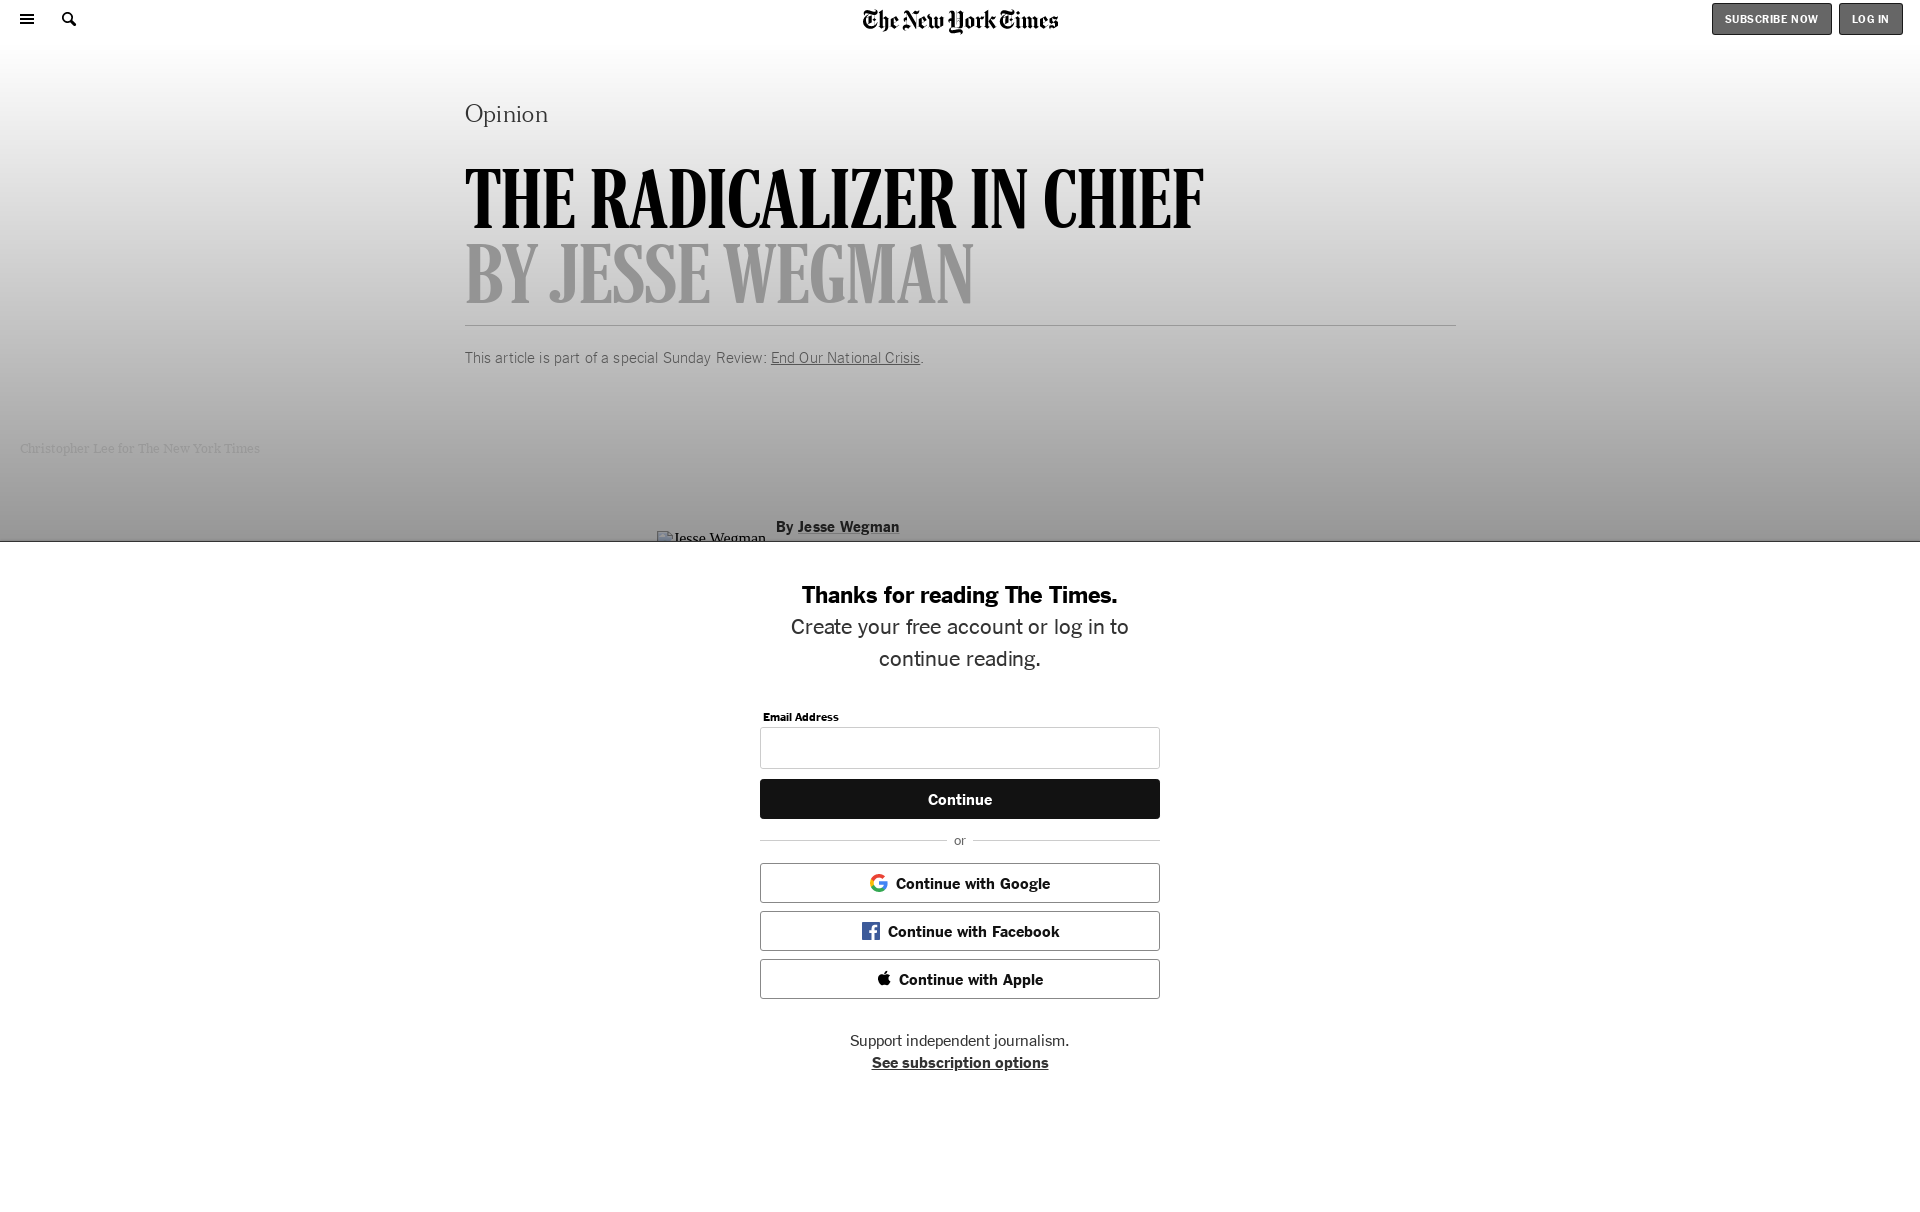 The New York Times
SUBSCRIBE NOW
LOG IN
Opinion
THE RADICALIZER IN CHIEF
BY JESSE WEGMAN
This article is part of a special Sunday Review: End Our National Crisis.
Christopher Lee for The New York Times
By Jesse Wegman
Jesse Wegman
Thanks for reading The Times.
Create your free account or log in to
continue reading.
Email Address
Continue
or
Continue with Google
Continue with Facebook
Continue with Apple
Support independent journalism.
See subscription options